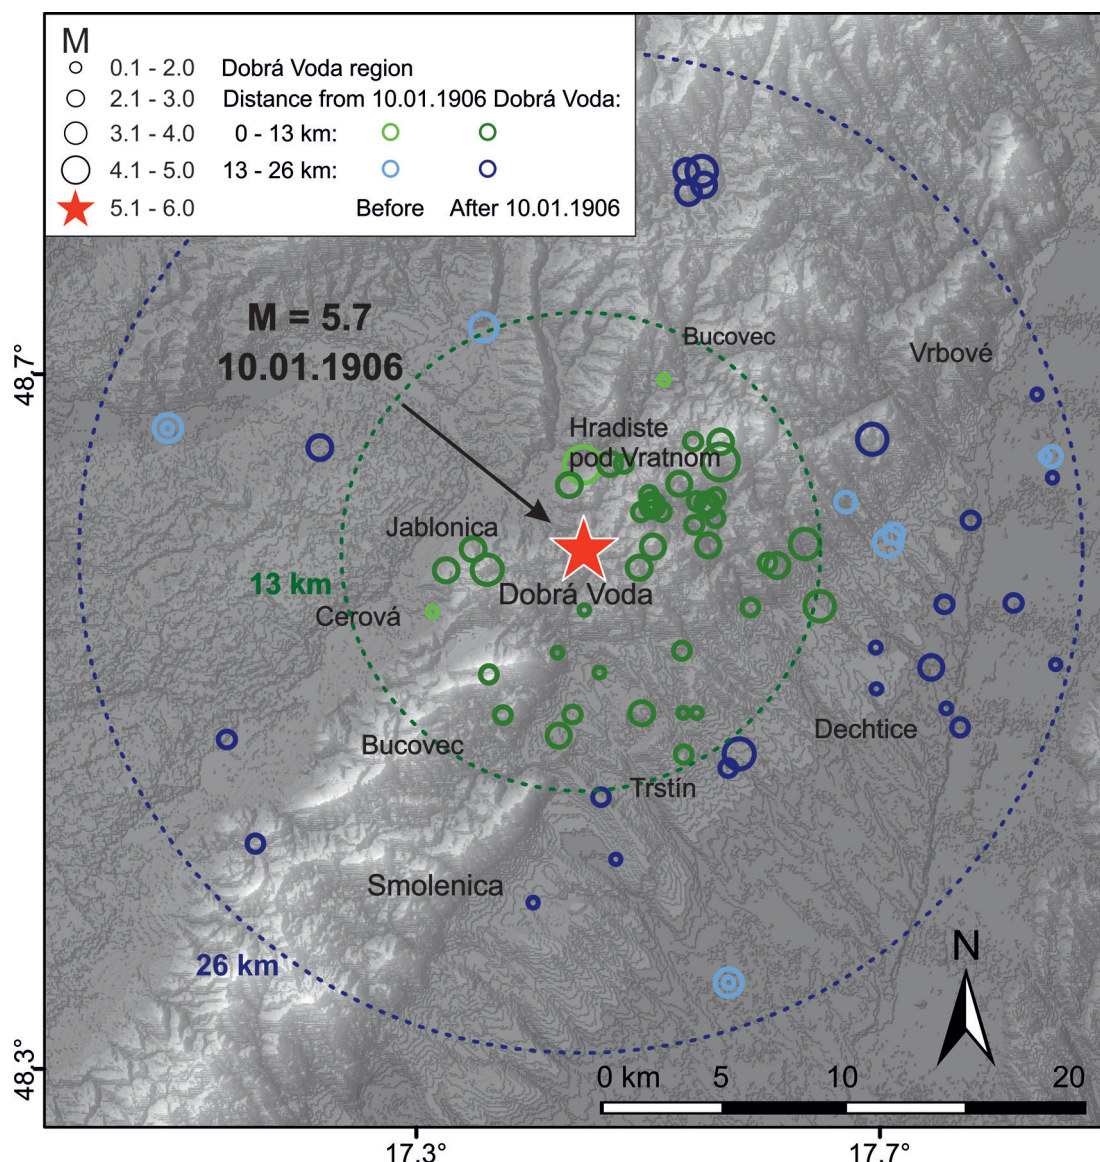 M
0.1 - 2.0 Dobrá Voda region
2.1 - 3.0 Distance from 10.01.1906 Dobrá Voda:
3.1 - 4.0 0 - 13 km:
4.1 - 5.0 13 - 26 km:
5.1 - 6.0 Before After 10.01.1906
M = 5.7
10.01.1906
Bucovec
Vrbové
48.7°
Hradiste
pod Vratnom
Jablonica
13 km
Dobrá Voda
Cerová
Dechtice
Bucovec
Trstín
Smolenica
26 km
N
48.3°
0 km 5 10 20
17.3° 17.7°